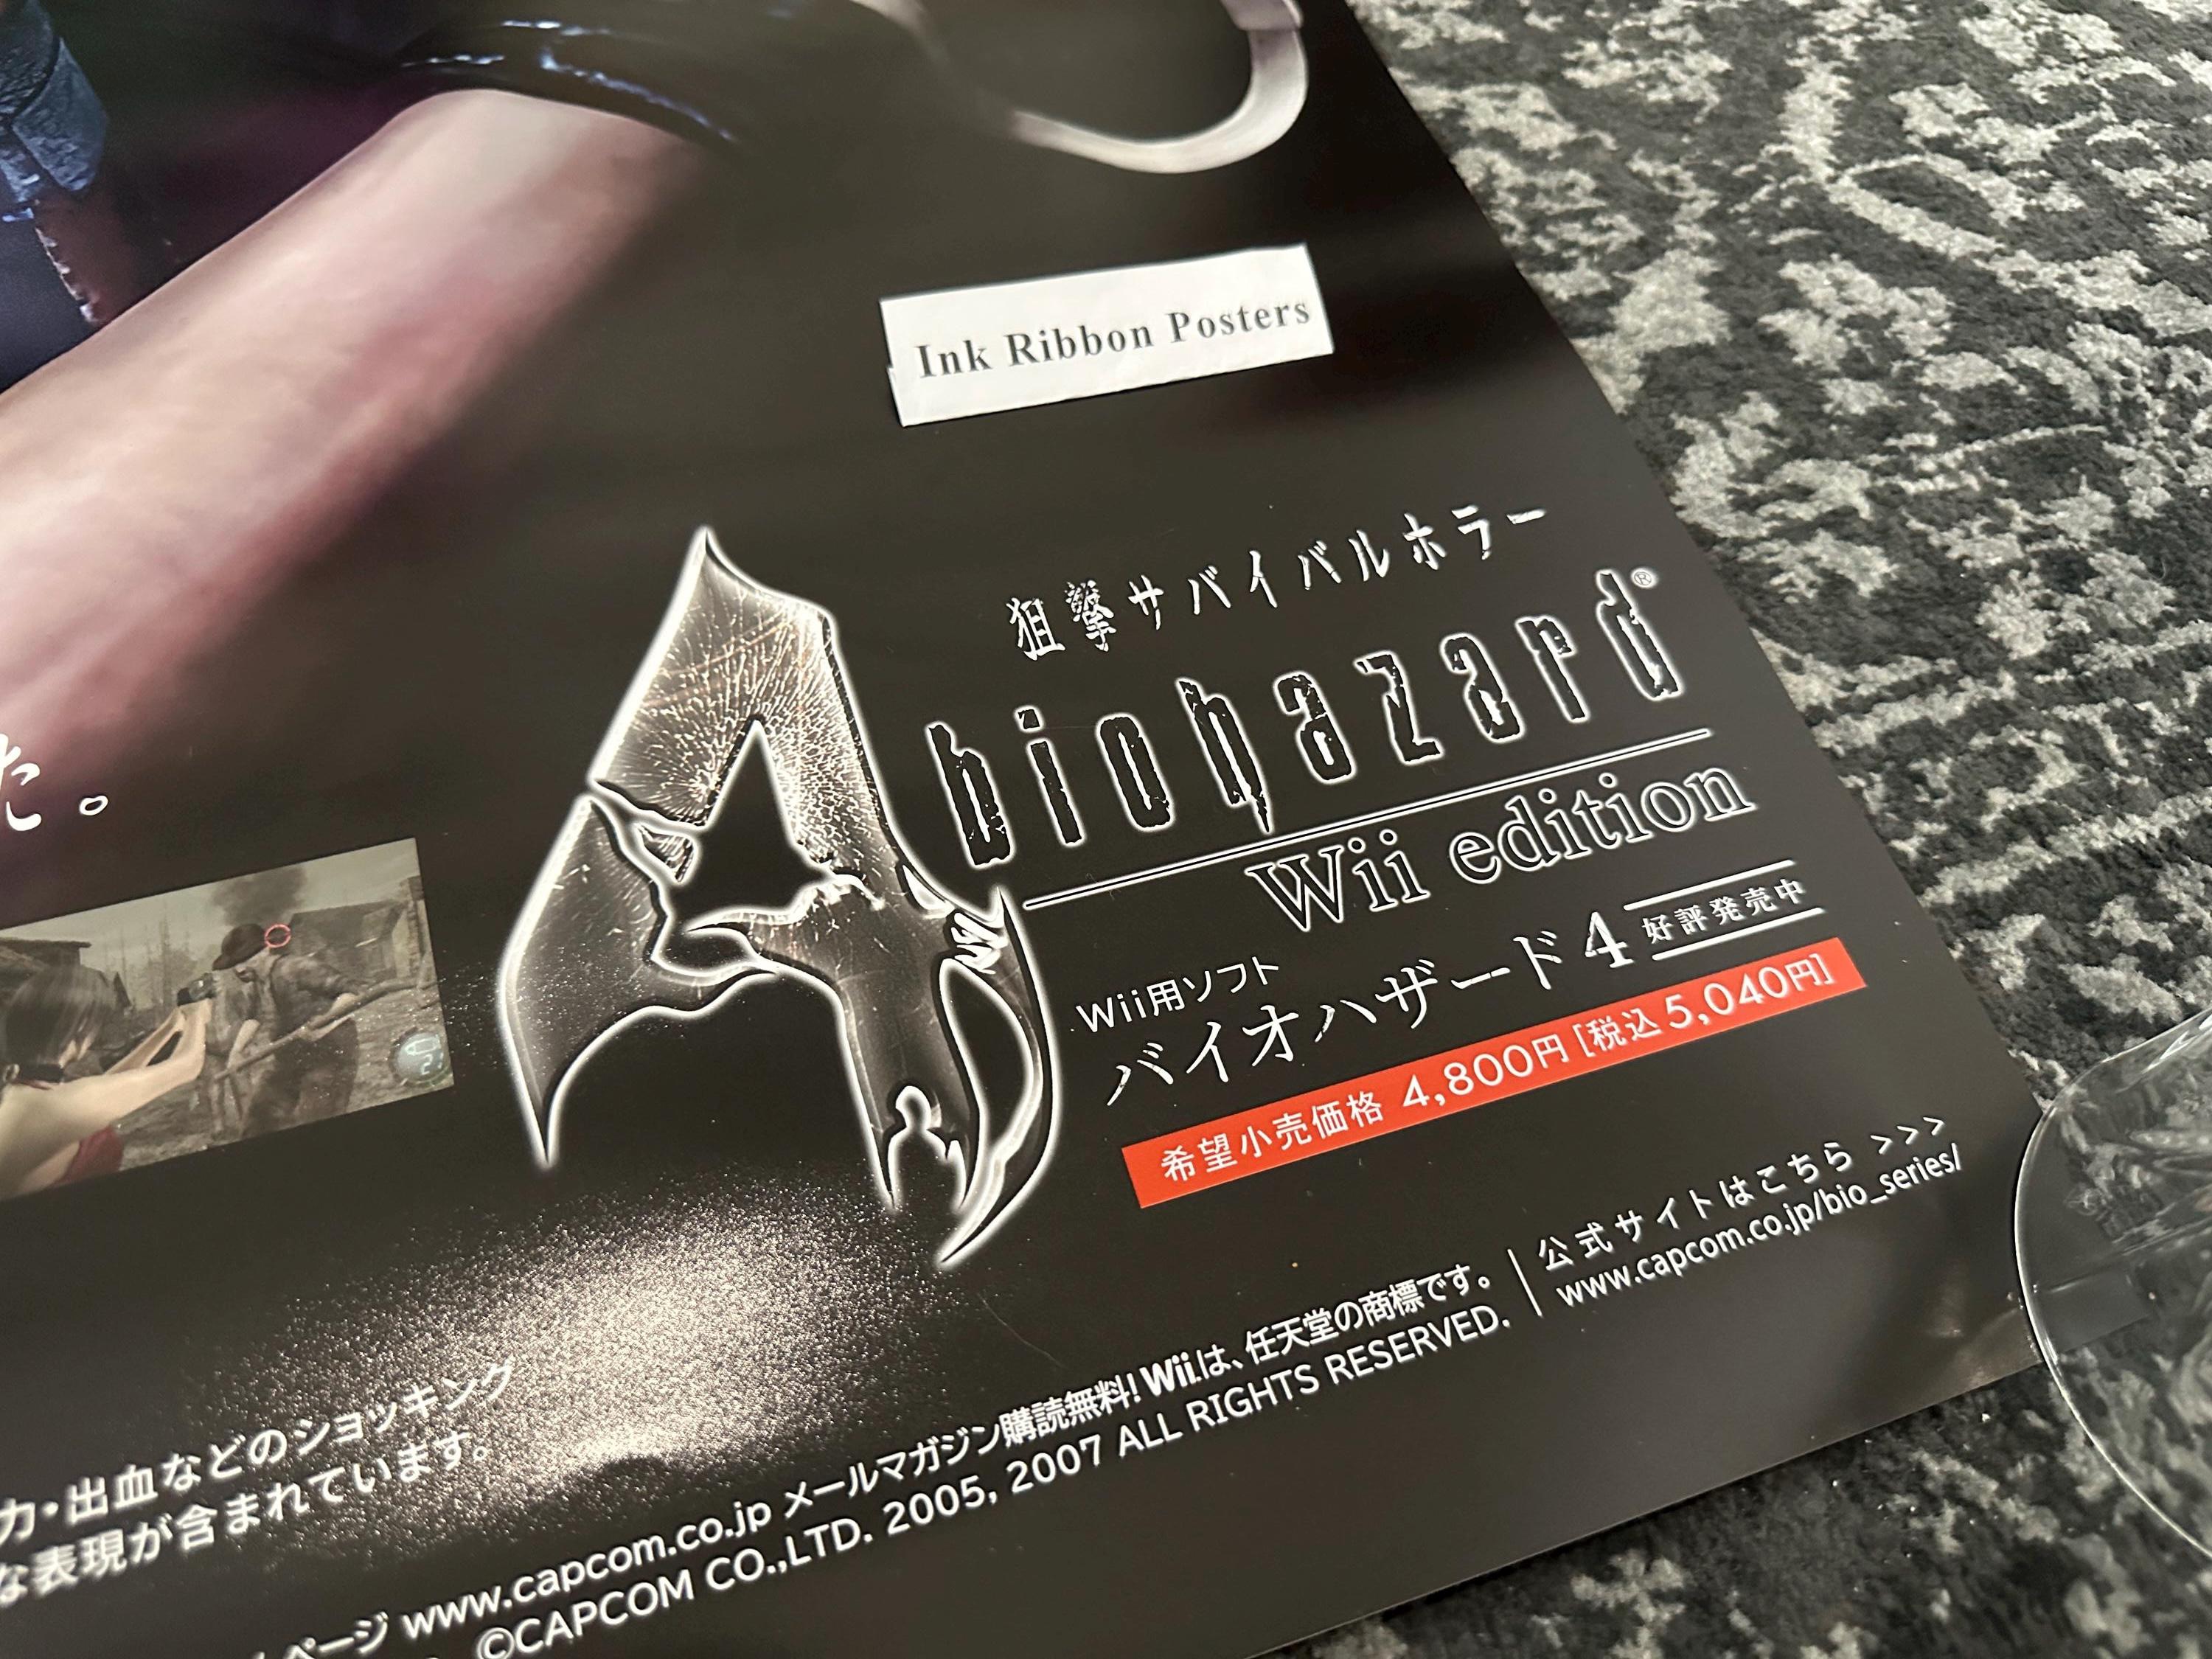 Ink Ribbon Posters
狙撃サバイバルホラー
4
biohazard®
Wii edition
Wii用ソフト
バイオハザード4 好評発売中
希望小売価格 4,800円 [税込5,040円]
た。
公式サイトはこちら >>>
www.capcom.co.jp/bio_series/
力・出血などのショッキング
な表現が含まれています。
ページ www.capcom.co.jp メールマガジン購読無料! Wiiは、任天堂の商標です。
©CAPCOM CO.,LTD. 2005, 2007 ALL RIGHTS RESERVED.